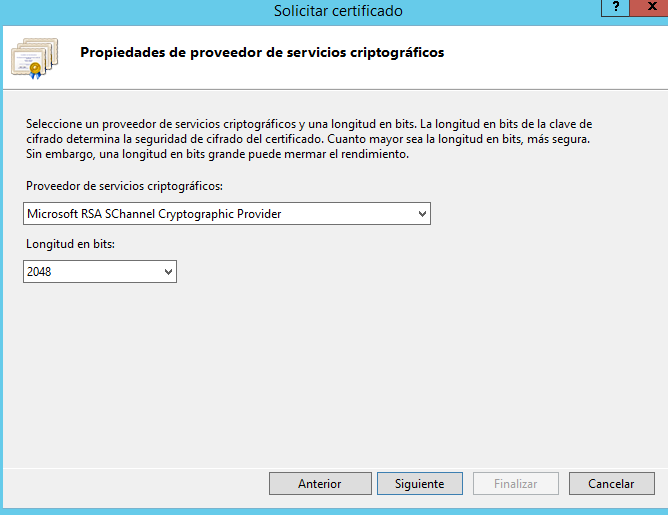 Solicitar certificado
? x
Propiedades de proveedor de servicios criptográficos
Seleccione un proveedor de servicios criptográficos y una longitud en bits. La longitud en bits de la clave de
cifrado determina la seguridad de cifrado del certificado. Cuanto mayor sea la longitud en bits, más segura.
Sin embargo, una longitud en bits grande puede mermar el rendimiento.
Proveedor de servicios criptográficos:
Microsoft RSA SChannel Cryptographic Provider
Longitud en bits:
2048
Anterior Siguiente Finalizar Cancelar